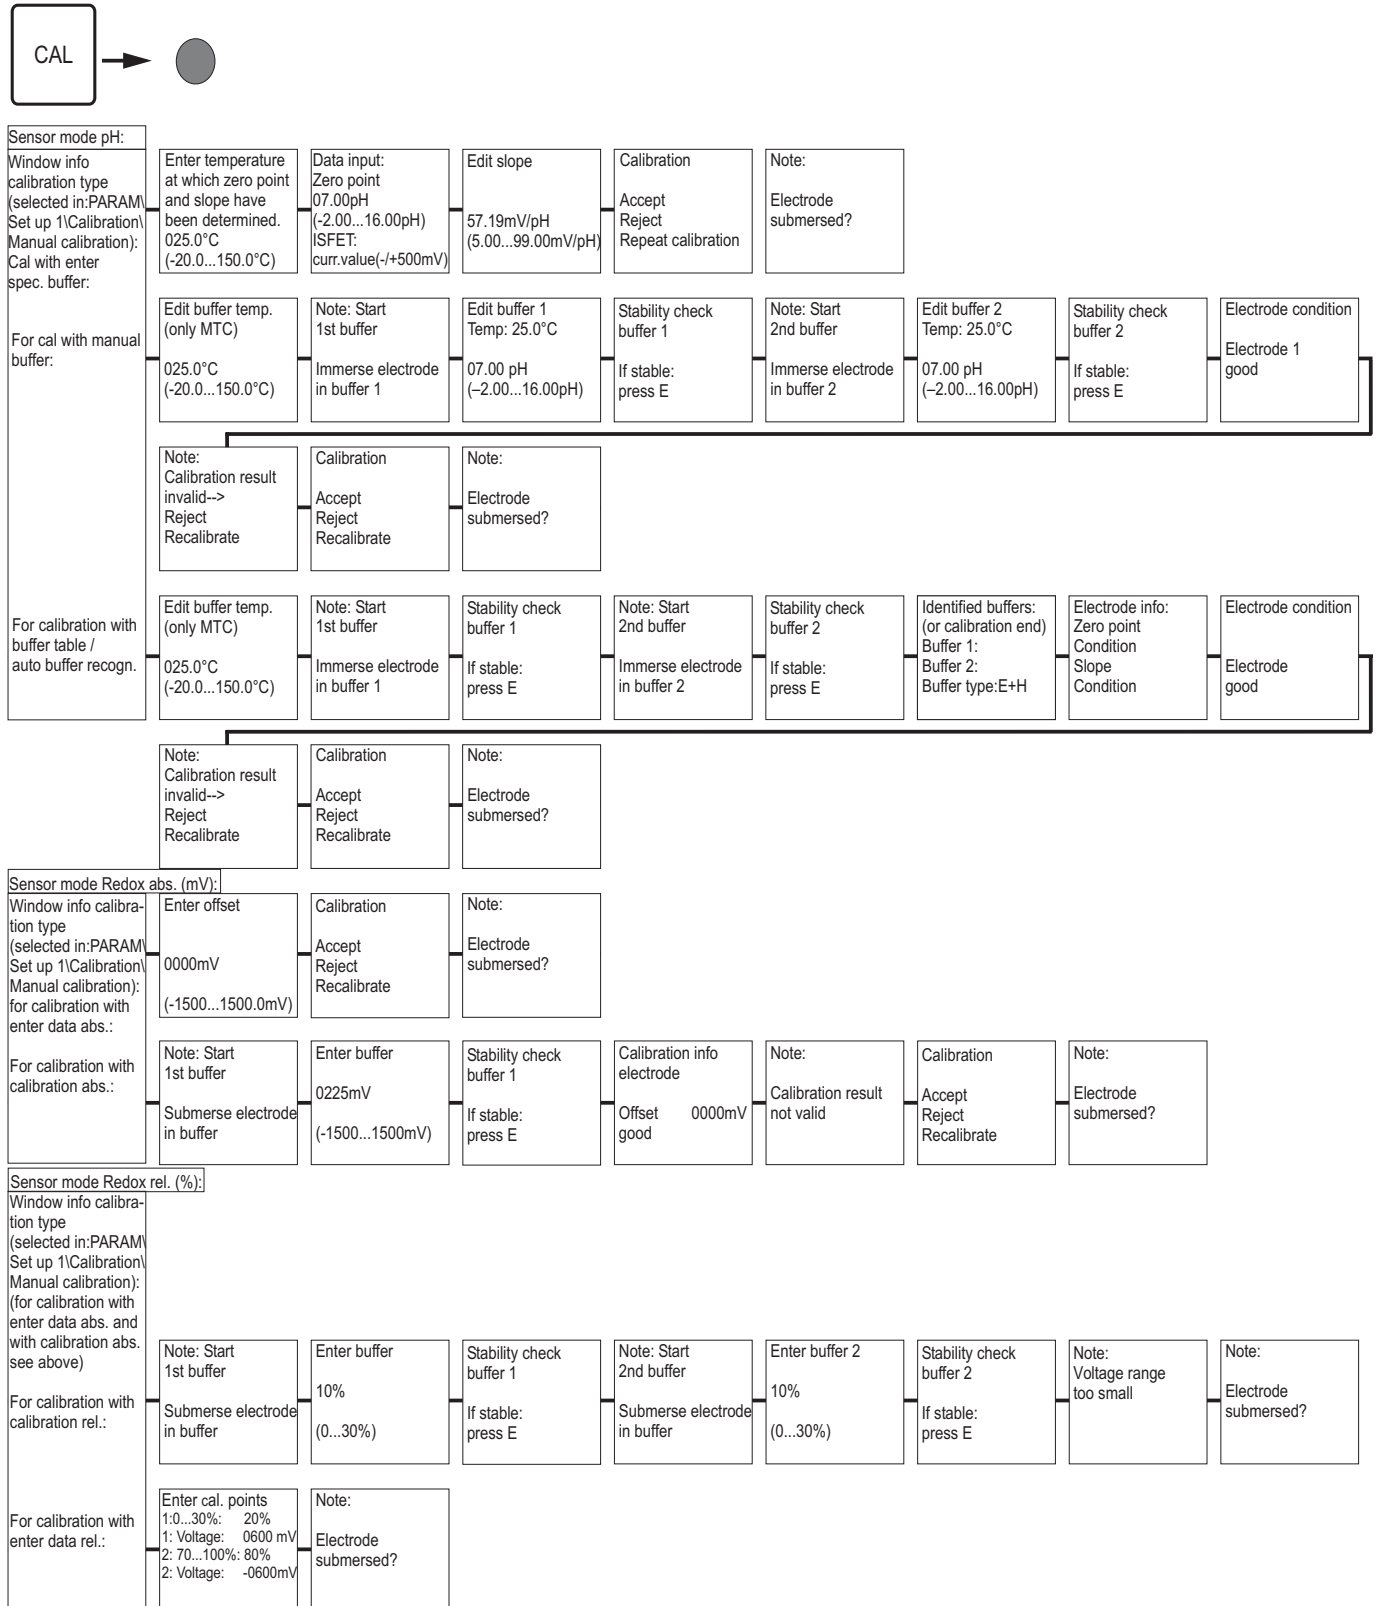 CAL
Sensor mode pH:
Window info
calibration type
(selected in:PARAM\
Set up 1\Calibration\
Manual calibration):
Cal with enter
spec. buffer:
Enter temperature
at which zero point
and slope have
been determined.
025.0°C
(-20.0...150.0°C)
Data input:
Zero point
07.00pH
(-2.00...16.00pH)
ISFET:
curr.value(-/+500mV)
Edit slope
57.19mV/pH
(5.00...99.00mV/pH)
Calibration
Accept
Reject
Repeat calibration
Note:
Electrode
submersed?
For cal with manual
buffer:
Edit buffer temp.
(only MTC)
025.0°C
(-20.0...150.0°C)
Note: Start
1st buffer
Immerse electrode
in buffer 1
Edit buffer 1
Temp: 25.0°C
07.00 pH
(–2.00...16.00pH)
Stability check
buffer 1
If stable:
press E
Note: Start
2nd buffer
Immerse electrode
in buffer 2
Edit buffer 2
Temp: 25.0°C
07.00 pH
(–2.00...16.00pH)
Stability check
buffer 2
If stable:
press E
Electrode condition
Electrode 1
good
Note:
Calibration result
invalid-->
Reject
Recalibrate
Calibration
Accept
Reject
Recalibrate
Note:
Electrode
submersed?
For calibration with
buffer table /
auto buffer recogn.
Edit buffer temp.
(only MTC)
025.0°C
(-20.0...150.0°C)
Note: Start
1st buffer
Immerse electrode
in buffer 1
Stability check
buffer 1
If stable:
press E
Note: Start
2nd buffer
Immerse electrode
in buffer 2
Stability check
buffer 2
If stable:
press E
Identified buffers:
(or calibration end)
Buffer 1:
Buffer 2:
Buffer type:E+H
Electrode info:
Zero point
Condition
Slope
Condition
Electrode condition
Electrode
good
Note:
Calibration result
invalid-->
Reject
Recalibrate
Calibration
Accept
Reject
Recalibrate
Note:
Electrode
submersed?
Sensor mode Redox abs. (mV):
Window info calibra-
tion type
(selected in:PARAM\
Set up 1\Calibration\
Manual calibration):
for calibration with
enter data abs.:
Enter offset
0000mV
(-1500...1500.0mV)
Calibration
Accept
Reject
Recalibrate
Note:
Electrode
submersed?
For calibration with
calibration abs.:
Note: Start
1st buffer
Submerse electrode
in buffer
Enter buffer
0225mV
(-1500...1500mV)
Stability check
buffer 1
If stable:
press E
Calibration info
electrode
Offset 0000mV
good
Note:
Calibration result
not valid
Calibration
Accept
Reject
Recalibrate
Note:
Electrode
submersed?
Sensor mode Redox rel. (%):
Window info calibra-
tion type
(selected in:PARAM\
Set up 1\Calibration\
Manual calibration):
(for calibration with
enter data abs. and
with calibration abs.
see above)
For calibration with
calibration rel.:
Note: Start
1st buffer
Submerse electrode
in buffer
Enter buffer
10%
(0...30%)
Stability check
buffer 1
If stable:
press E
Note: Start
2nd buffer
Submerse electrode
in buffer
Enter buffer 2
10%
(0...30%)
Stability check
buffer 2
If stable:
press E
Note:
Voltage range
too small
Note:
Electrode
submersed?
For calibration with
enter data rel.:
Enter cal. points
1:0...30%: 20%
1: Voltage: 0600 mV
2: 70...100%: 80%
2: Voltage: -0600mV
Note:
Electrode
submersed?